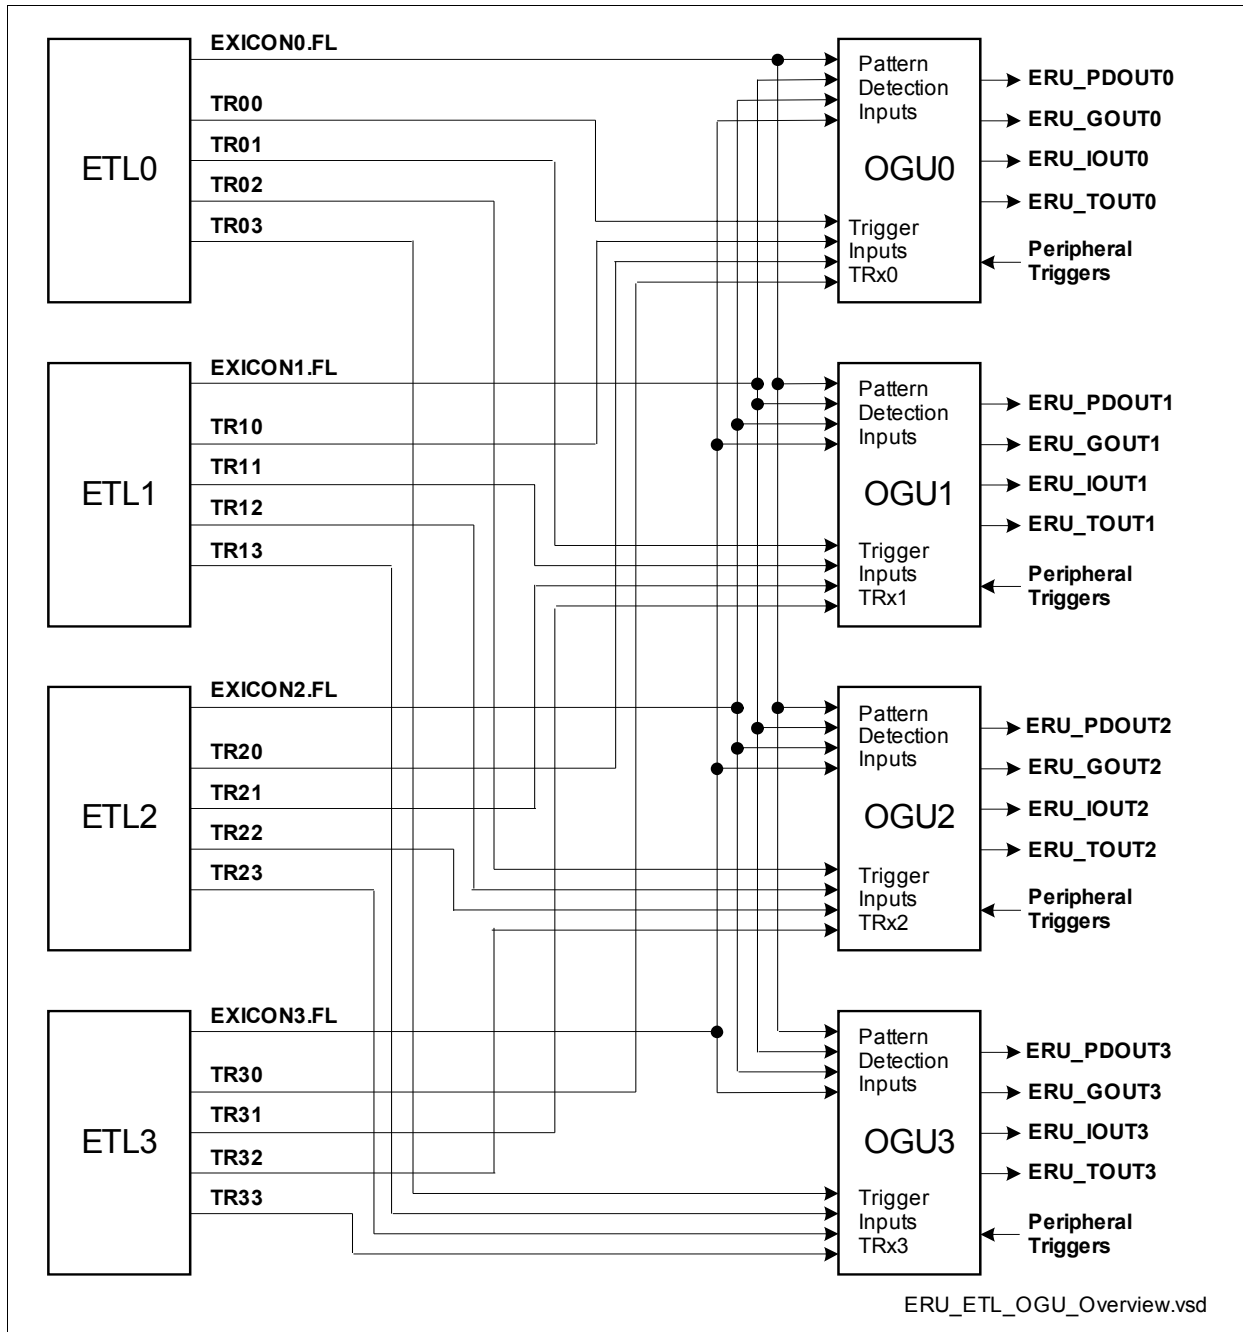 EXICON0.FL
TR00
TR01
TR02
TR03
ETL0
Pattern
Detection
Inputs
OGU0
Trigger
Inputs
TRx0
ERU_PDOUT0
ERU_GOUT0
ERU_IOUT0
ERU_TOUT0
Peripheral
Triggers
EXICON1.FL
TR10
TR11
TR12
TR13
ETL1
Pattern
Detection
Inputs
OGU1
Trigger
Inputs
TRx1
ERU_PDOUT1
ERU_GOUT1
ERU_IOUT1
ERU_TOUT1
Peripheral
Triggers
EXICON2.FL
TR20
TR21
TR22
TR23
ETL2
Pattern
Detection
Inputs
OGU2
Trigger
Inputs
TRx2
ERU_PDOUT2
ERU_GOUT2
ERU_IOUT2
ERU_TOUT2
Peripheral
Triggers
EXICON3.FL
TR30
TR31
TR32
TR33
ETL3
Pattern
Detection
Inputs
OGU3
Trigger
Inputs
TRx3
ERU_PDOUT3
ERU_GOUT3
ERU_IOUT3
ERU_TOUT3
Peripheral
Triggers
ERU_ETL_OGU_Overview.vsd